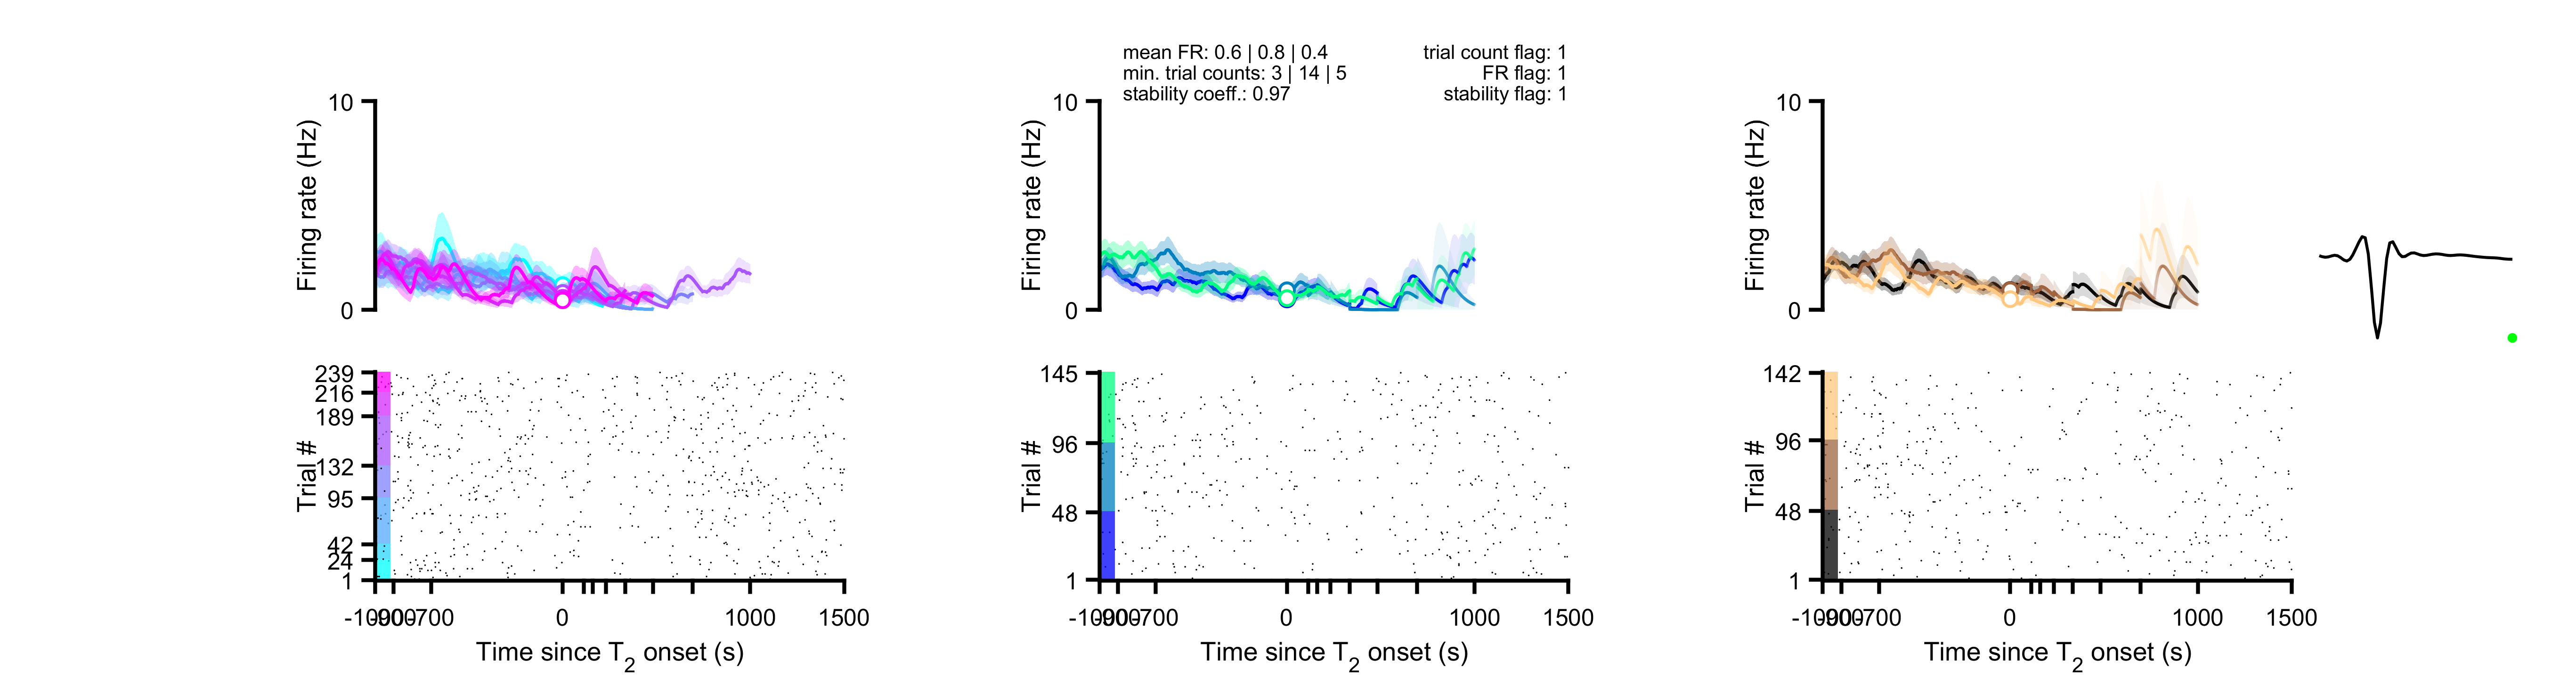 mean FR: 0.6 | 0.8 | 0.4
min. trial counts: 3 | 14 | 5
stability coeff.: 0.97
trial count flag: 1
FR flag: 1
stability flag: 1
10
0
Firing rate (Hz)
10
0
Firing rate (Hz)
10
0
Firing rate (Hz)
239
216
189
132
95
42
24
1
Trial #
0
1000
1500
Time since T2 onset (s)
145
96
48
1
Trial #
0
1000
1500
Time since T2 onset (s)
142
96
48
1
Trial #
0
1000
1500
Time since T2 onset (s)